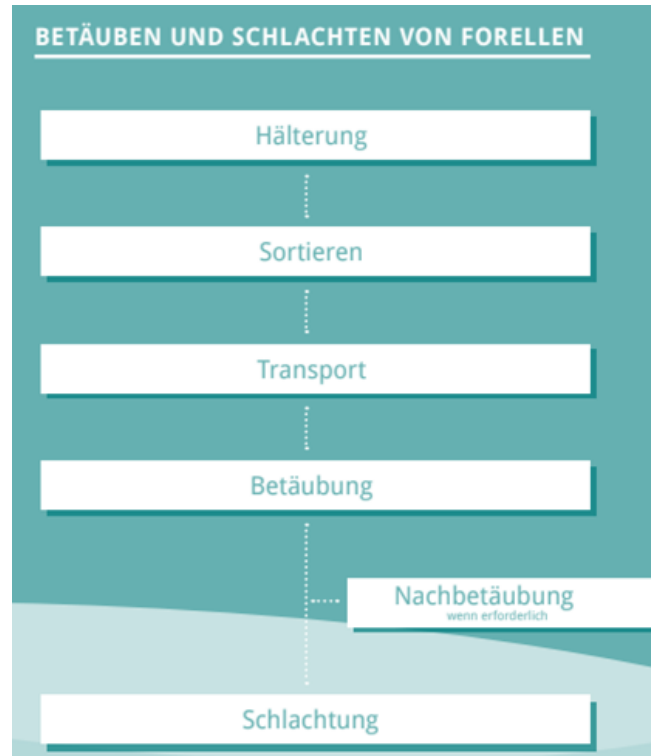 BETÄUBEN UND SCHLACHTEN VON FORELLEN
Hälterung
Sortieren
Transport
Betäubung
Nachbetäubung
wenn erforderlich
Schlachtung